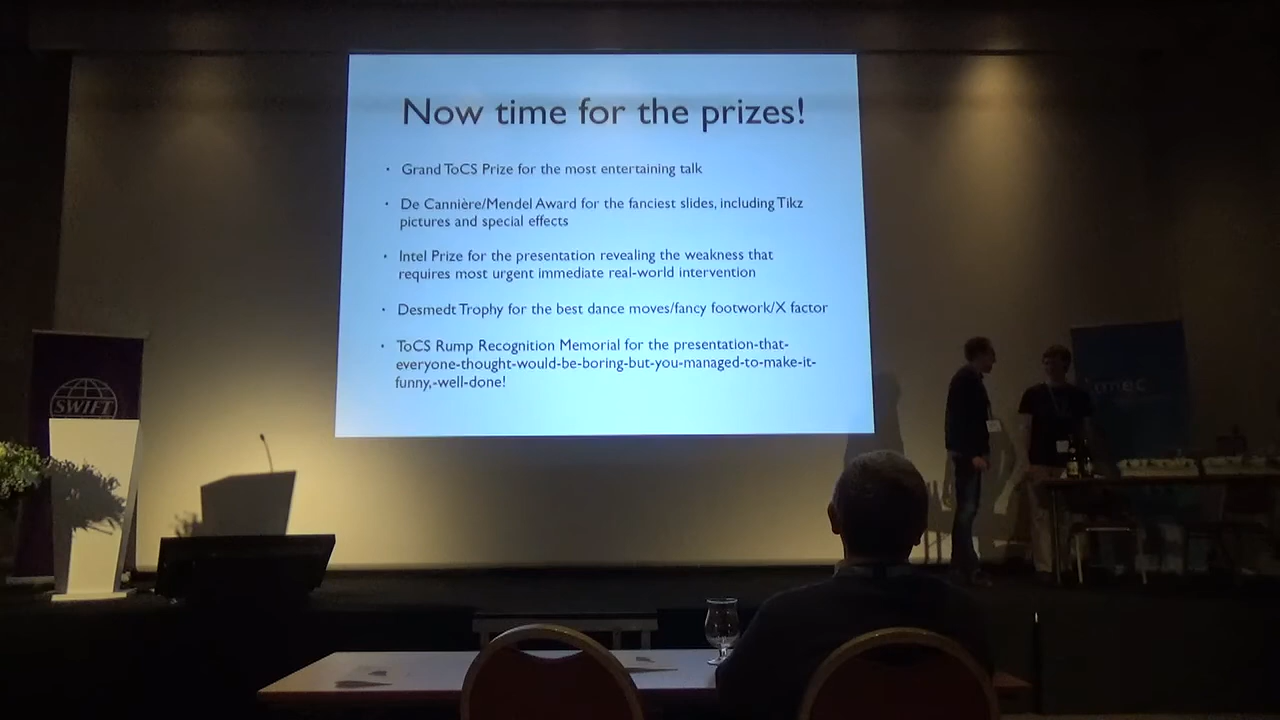 Now time for the prizes!
• Grand ToCS Prize for the most entertaining talk
• De Cannière/Mendel Award for the fanciest slides, including Tikz
pictures and special effects
• Intel Prize for the presentation revealing the weakness that
requires most urgent immediate real-world intervention
• Desmedt Trophy for the best dance moves/fancy footwork/X factor
• ToCS Rump Recognition Memorial for the presentation-that-
everyone-thought-would-be-boring-but-you-managed-to-make-it-
funny,-well-done!
SWIFT
imec